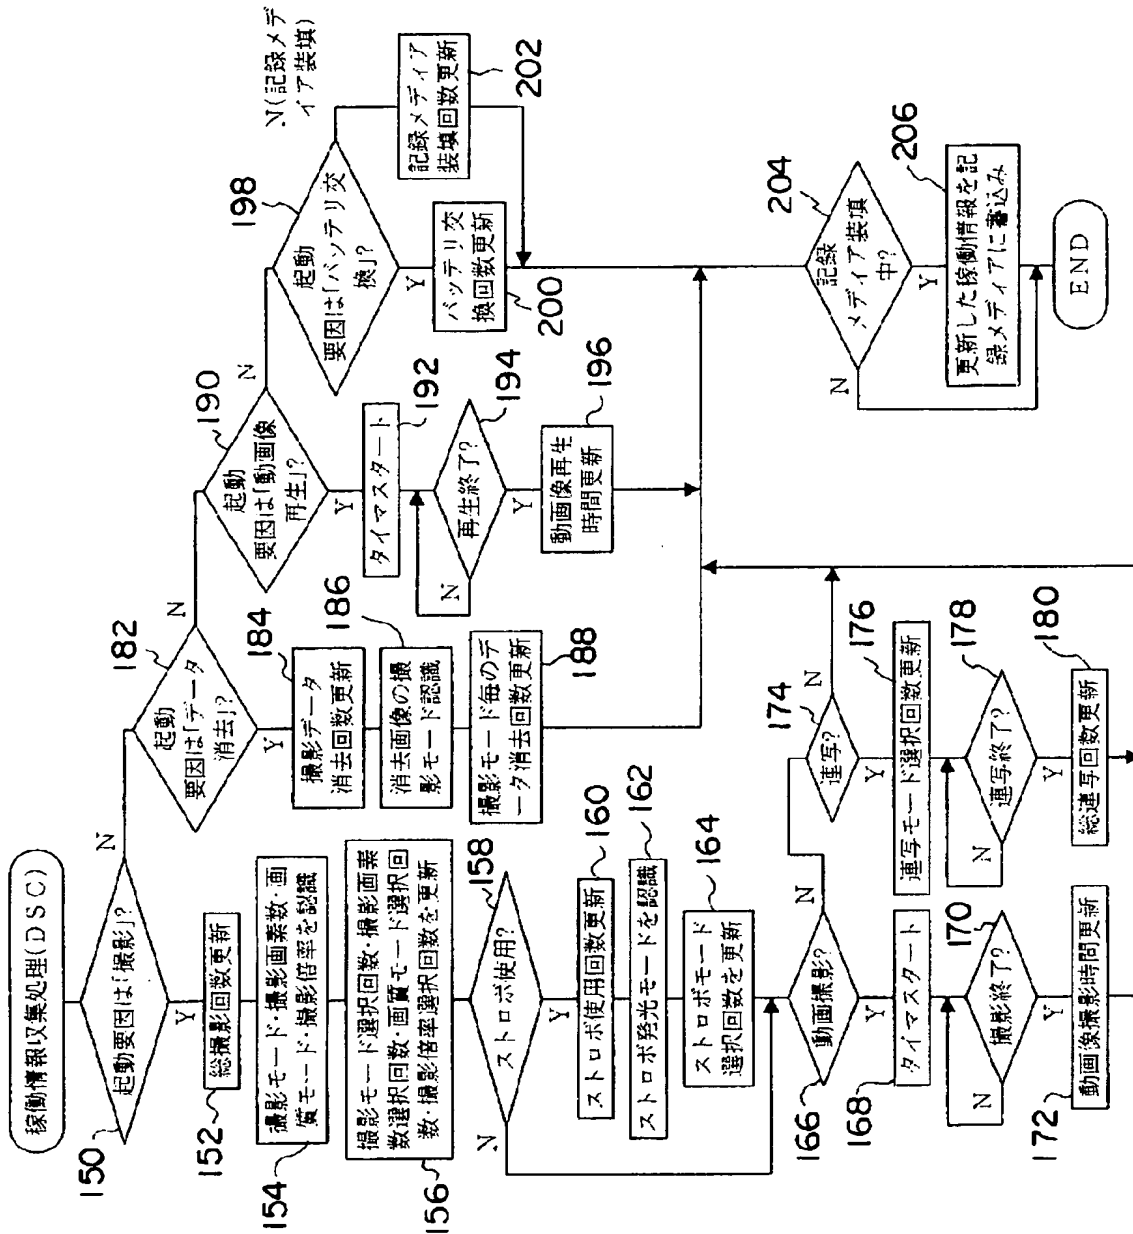 稼働情報収集処理(DSC)
150
起動要因は「撮影」?
N
Y
152
総撮影回数更新
154
撮影モード・撮影画素数・画
質モード・撮影倍率を認識
156
撮影モード選択回数・撮影画素
数選択回数・画質モード選択回
数・撮影倍率選択回数を更新
158
ストロボ使用?
N
Y
160
ストロボ使用回数更新
162
ストロボ発光モードを認識
164
ストロボモード
選択回数を更新
166
動画撮影?
N
Y
168
タイマスタート
170
撮影終了?
N
Y
172
動画像撮影時間更新
174
連写?
N
Y
176
連写モード選択回数更新
178
連写終了?
N
Y
180
総連写回数更新
182
起動
要因は「データ
消去」?
N
Y
184
撮影データ
消去回数更新
186
消去画像の撮
影モード認識
188
撮影モード毎のデ
ータ消去回数更新
190
起動
要因は「動画像
再生」?
N
Y
192
タイマスタート
194
再生終了?
N
Y
196
動画像再生
時間更新
198
起動
要因は「バッテリ交
換」?
N(記録メデ
ィア装填)
Y
200
バッテリ交
換回数更新
202
記録メディア
装填回数更新
204
記録
メディア装填
中?
N
Y
206
更新した稼働情報を記
録メディアに書込み
END